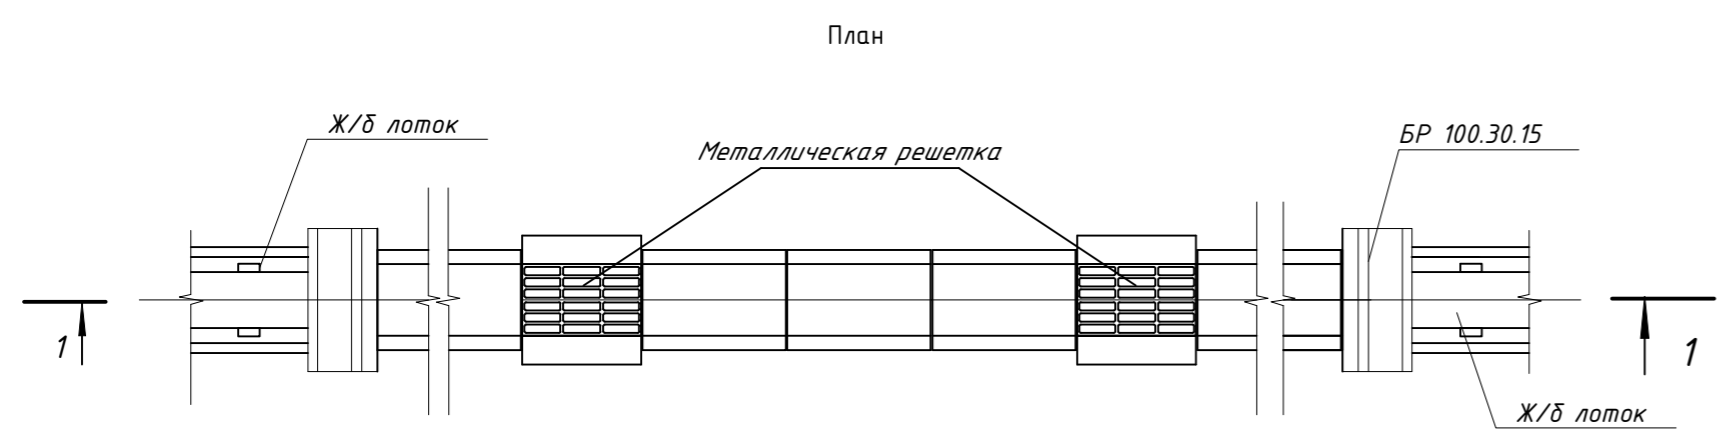 План
Ж/б лоток
БР 100.30.15
Металлическая решетка
1
1
Ж/б лоток